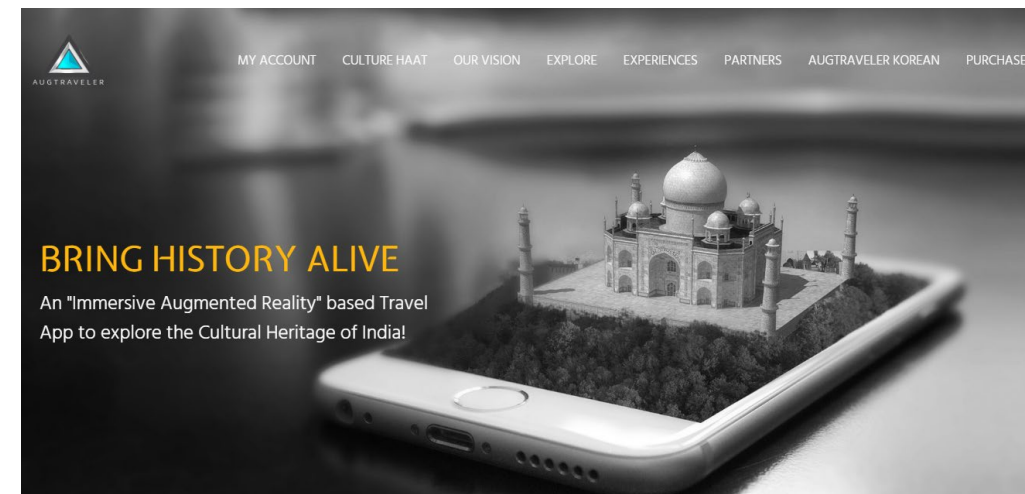 AUGTRAVELER
MY ACCOUNT CULTURE HAAT OUR VISION EXPLORE EXPERIENCES PARTNERS AUGTRAVELER KOREAN PURCHASE
BRING HISTORY ALIVE
An "Immersive Augmented Reality" based Travel
App to explore the Cultural Heritage of India!